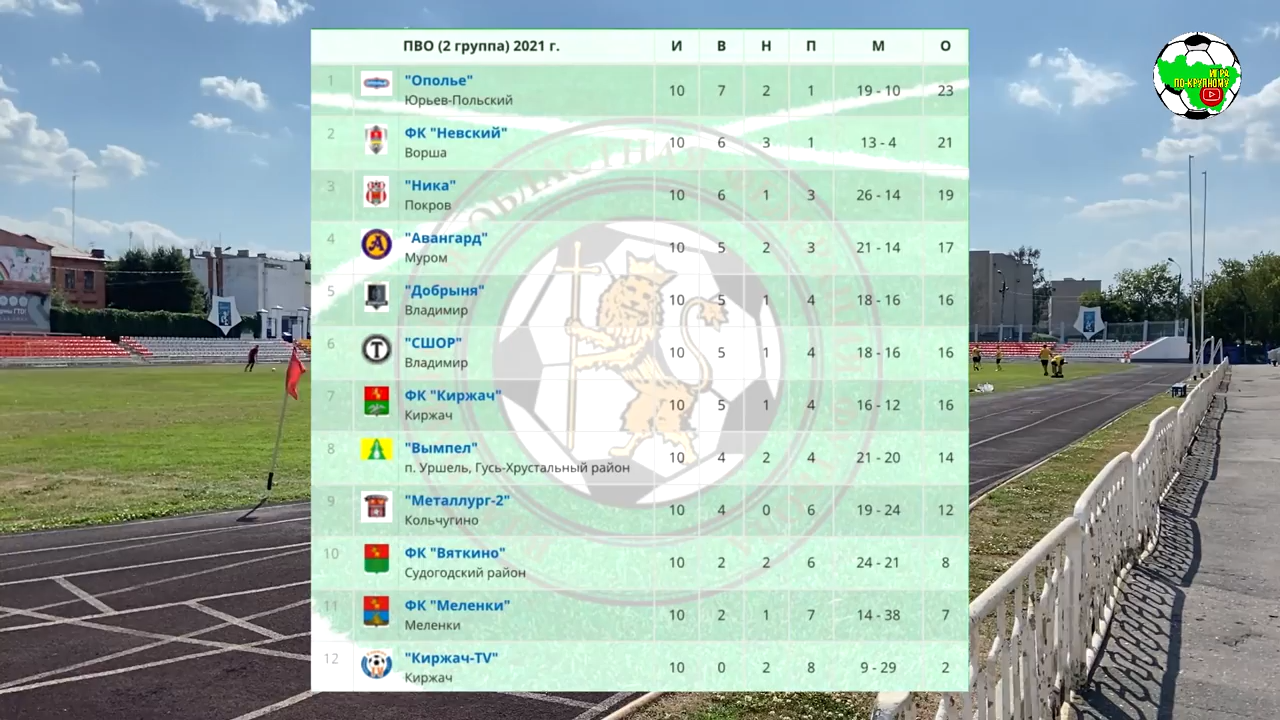 ПВО (2 группа) 2021 г. И В Н П М О
1 "Ополье" 10 7 2 1 19 - 10 23
Юрьев-Польский
2 ФК "Невский" 10 6 3 1 13 - 4 21
Ворша
3 "Ника" 10 6 1 3 26 - 14 19
Покров
4 "Авангард" 10 5 2 3 21 - 14 17
Муром
5 "Добрыня" 10 5 1 4 18 - 16 16
Владимир
6 "СШОР" 10 5 1 4 18 - 16 16
Владимир
7 ФК "Киржач" 10 5 1 4 16 - 12 16
Киржач
8 "Вымпел" 10 4 2 4 21 - 20 14
п. Уршель, Гусь-Хрустальный район
9 "Металлург-2" 10 4 0 6 19 - 24 12
Кольчугино
10 ФК "Вяткино" 10 2 2 6 24 - 21 8
Судогодский район
11 ФК "Меленки" 10 2 1 7 14 - 38 7
Меленки
12 "Киржач-TV" 10 0 2 8 9 - 29 2
Киржач
ИГРА
ПО-КРУПНОМУ